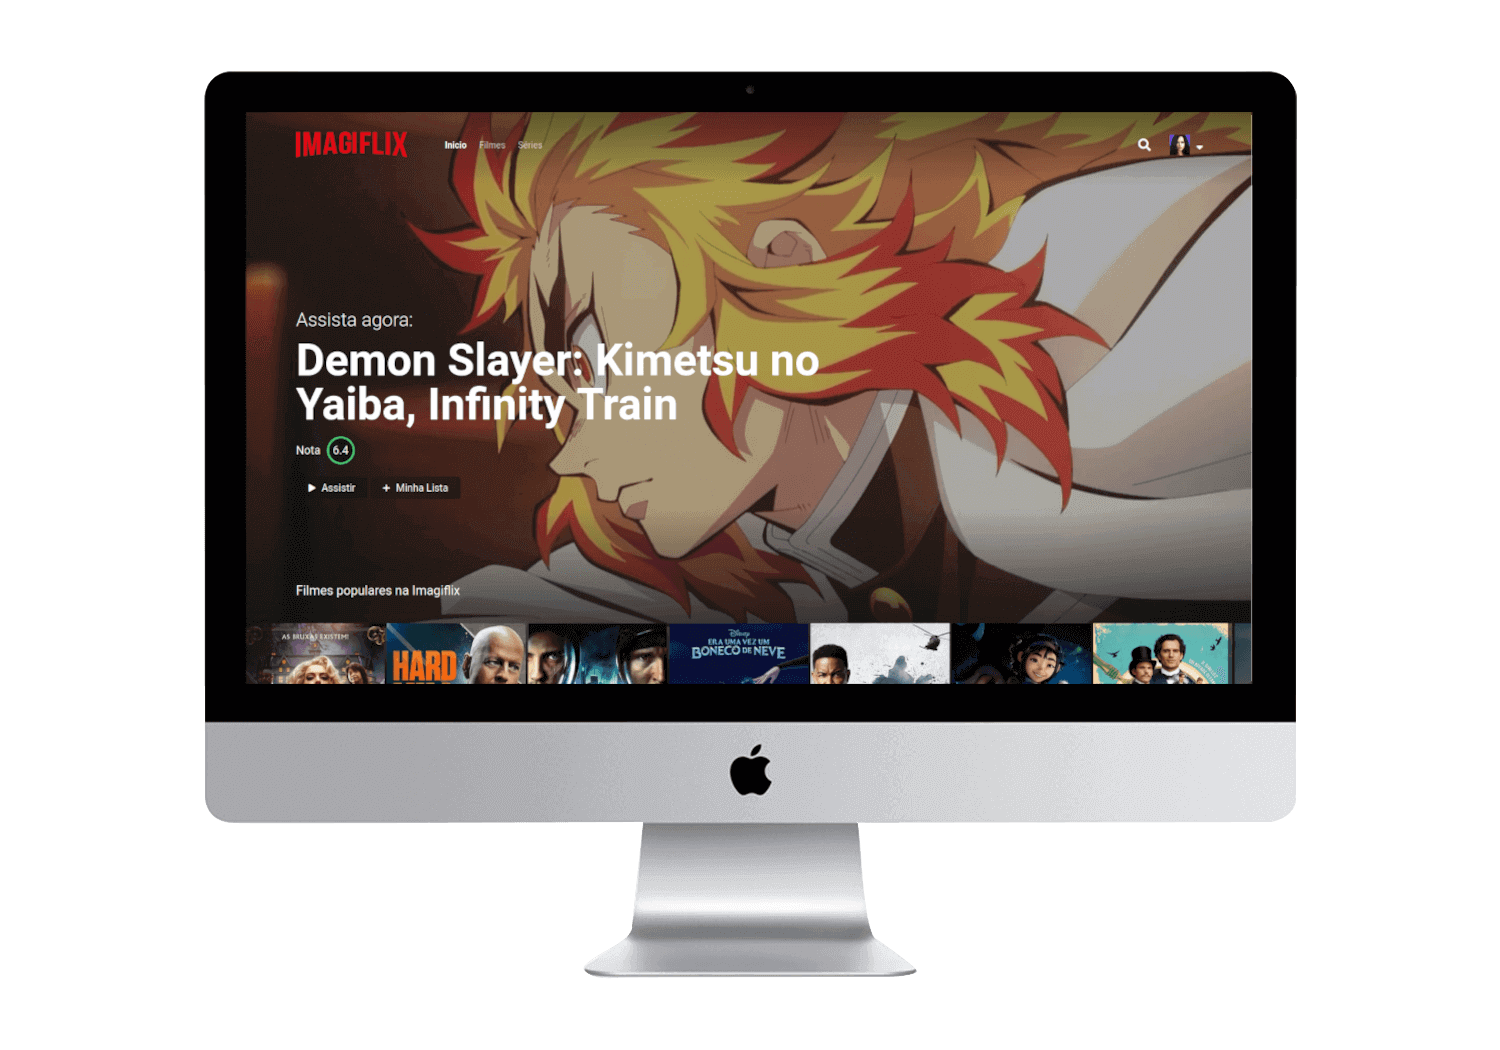 IMAGIFLIX
Início Filmes Séries
Assista agora:
Demon Slayer: Kimetsu no
Yaiba, Infinity Train
Nota 6.4
Assistir + Minha Lista
Filmes populares na Imagiflix
AS BRUXAS EXISTEM!
HARD
Disney
ERA UMA VEZ UM
BONECO DE NEVE